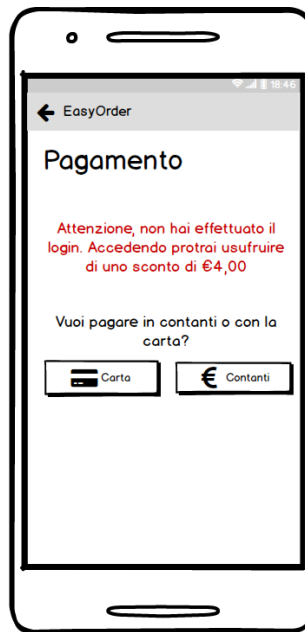 18:46
EasyOrder
Pagamento
Attenzione, non hai effettuato il
login. Accedendo protrai usufruire
di uno sconto di €4,00
Vuoi pagare in contanti o con la
carta?
Carta
€ Contanti